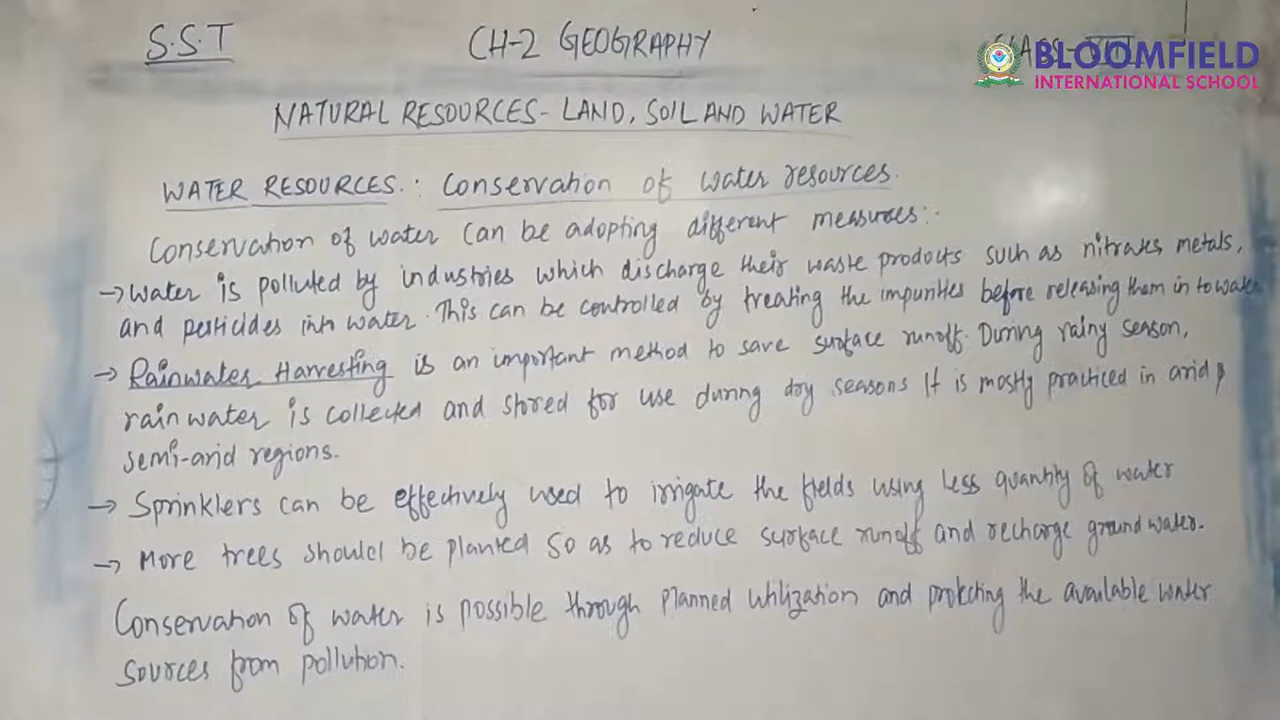 S.S.T
CH-2 GEOGRAPHY
BLOOMFIELD
INTERNATIONAL SCHOOL
NATURAL RESOURCES - LAND, SOIL AND WATER
WATER RESOURCES.: Conservation of water resources.
Conservation of water can be adopting different messures:.
→ Water is polluted by industries which discharge their waste products such as nitrates, metals,
and pesticides into water. This can be controlled by treating the impurities before releasing them in to water
→ Rainwater Harvesting is an important method to save surface runoff. During rainy season,
rain water is collected and stored for use during dry seasons It is mostly practiced in arid &
semi-arid regions.
→ Sprinklers can be effectively used to irrigate the fields using less quantity of water
→ More trees should be planted so as to reduce surface runoff and recharge ground water.
Conservation of water is possible through planned utilization and protecting the available water
sources from pollution.